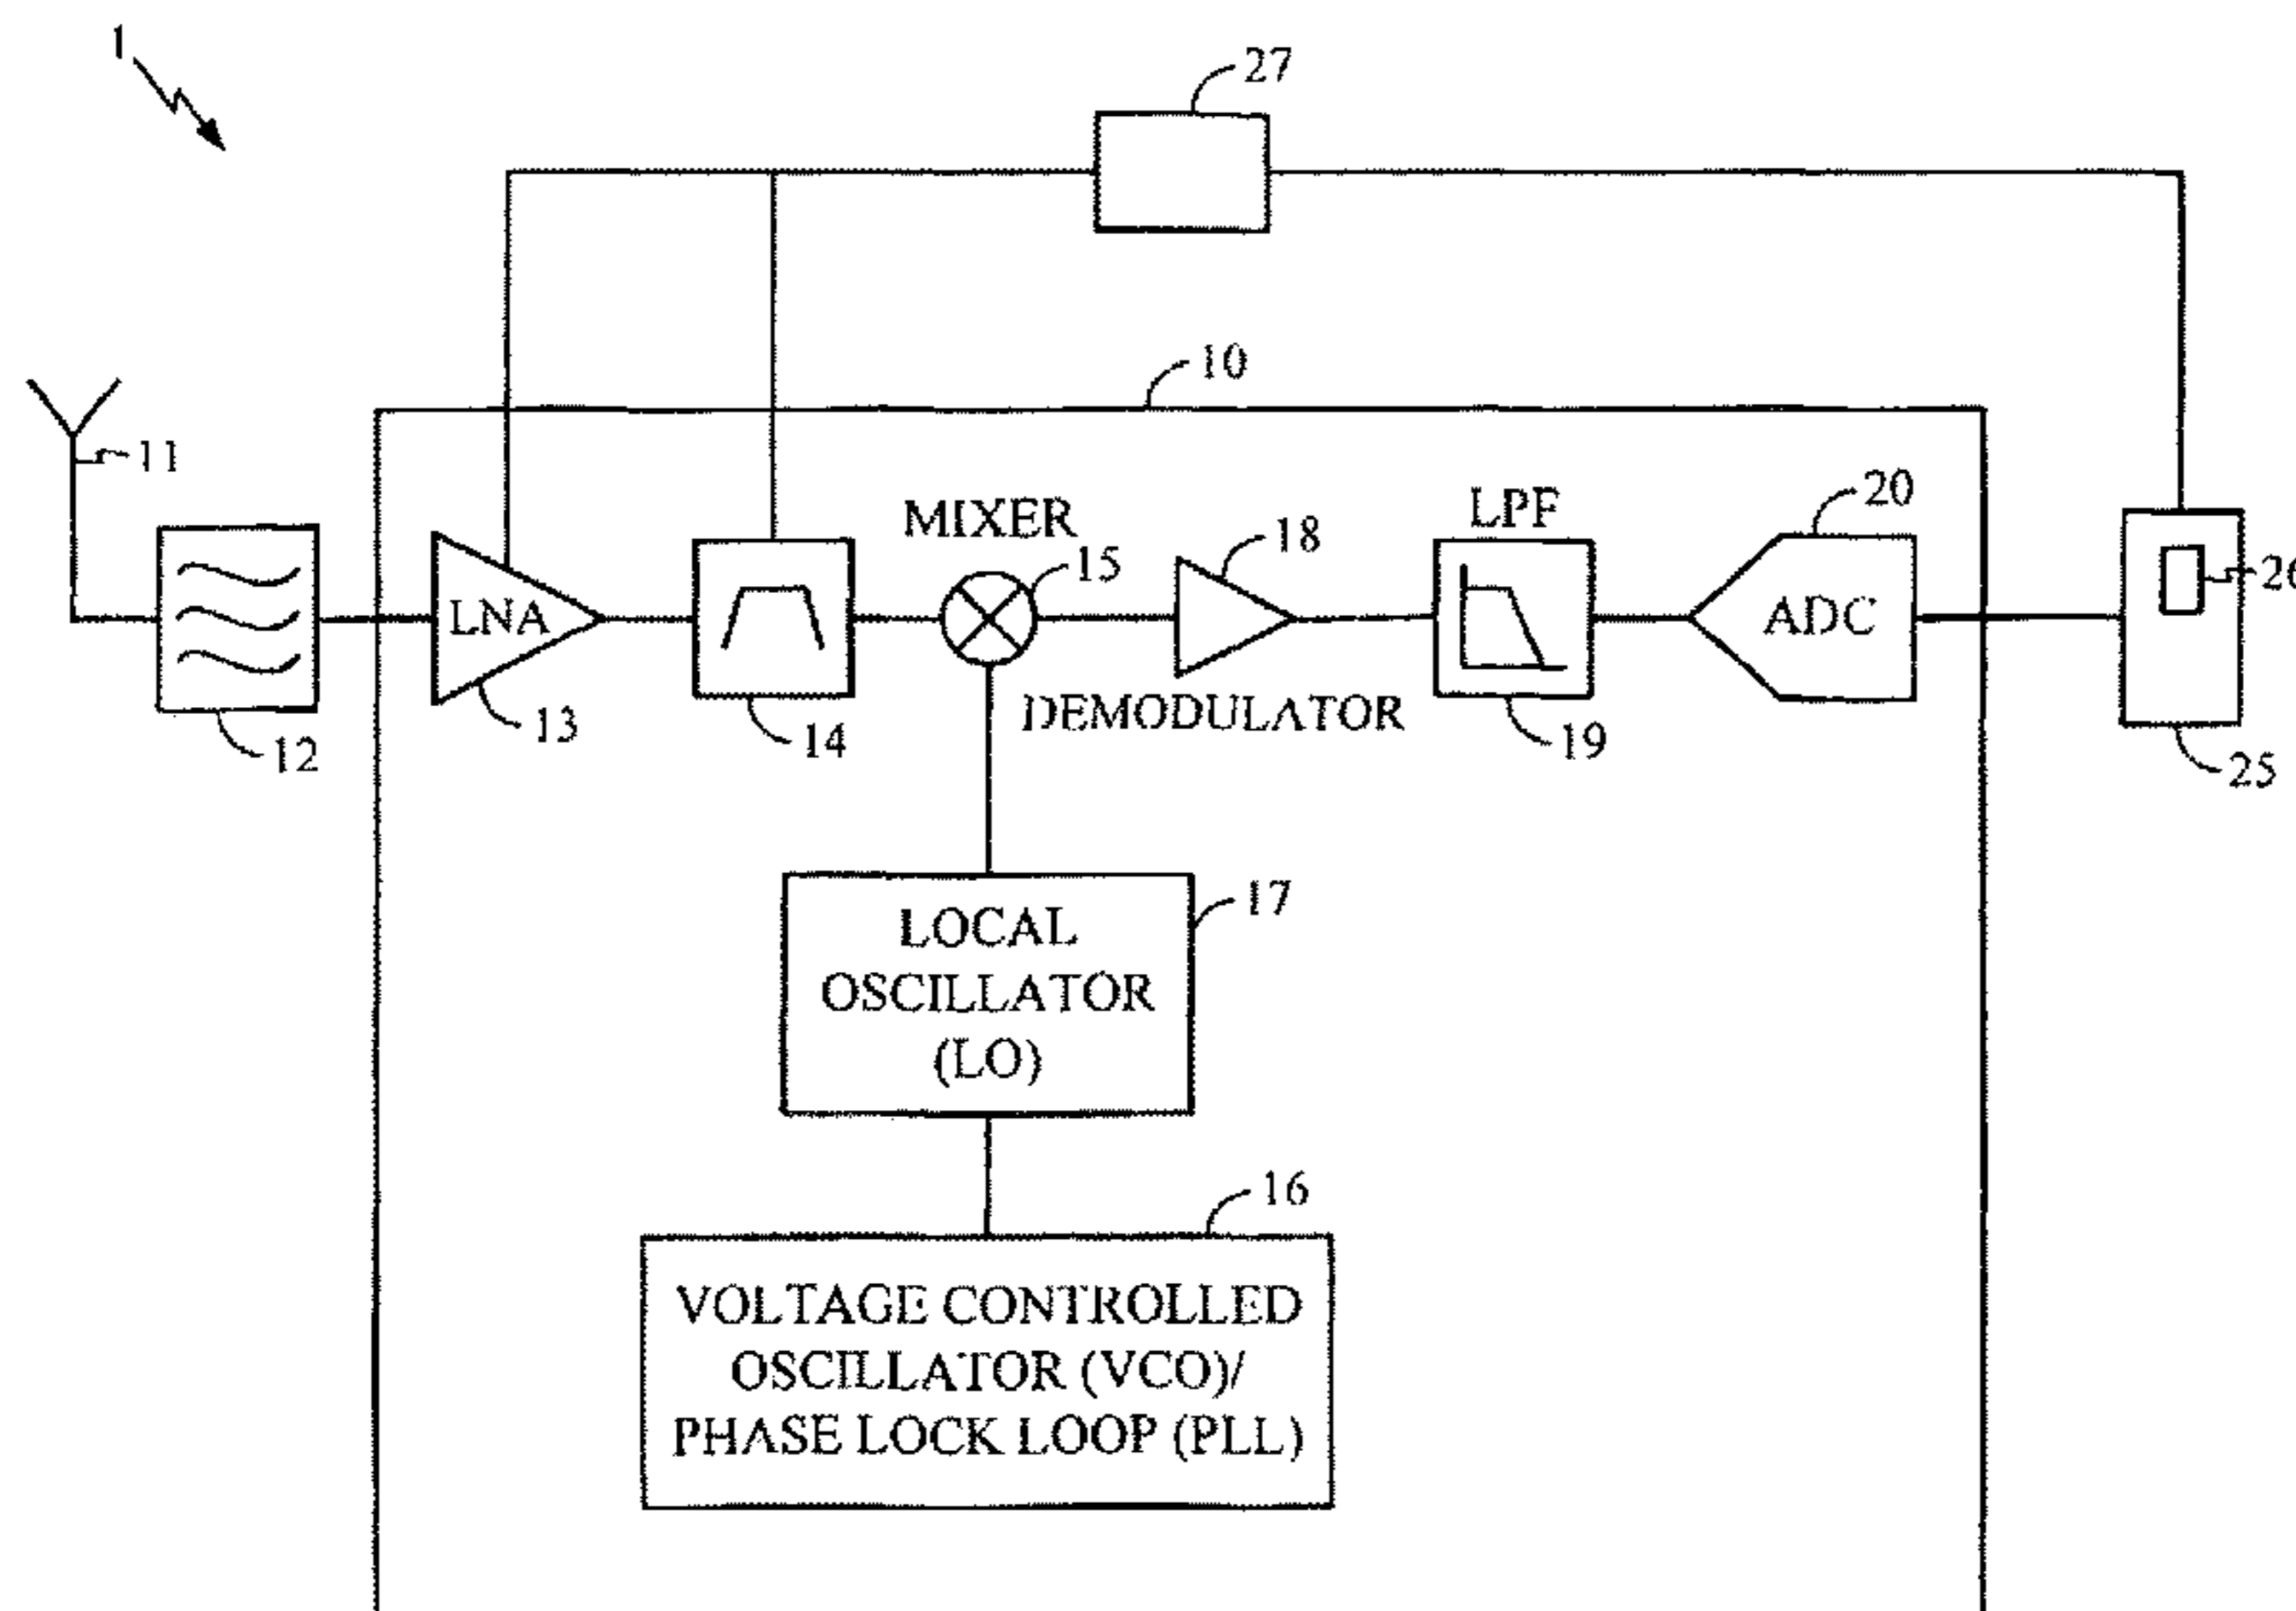 1
27
10
11
MIXER
LPF
20
18
15
26
LNA
ADC
13
DEMODULATOR
12
14
19
25
LOCAL
OSCILLATOR
(LO)
17
16
VOLTAGE CONTROLLED
OSCILLATOR (VCO)/
PHASE LOCK LOOP (PLL)